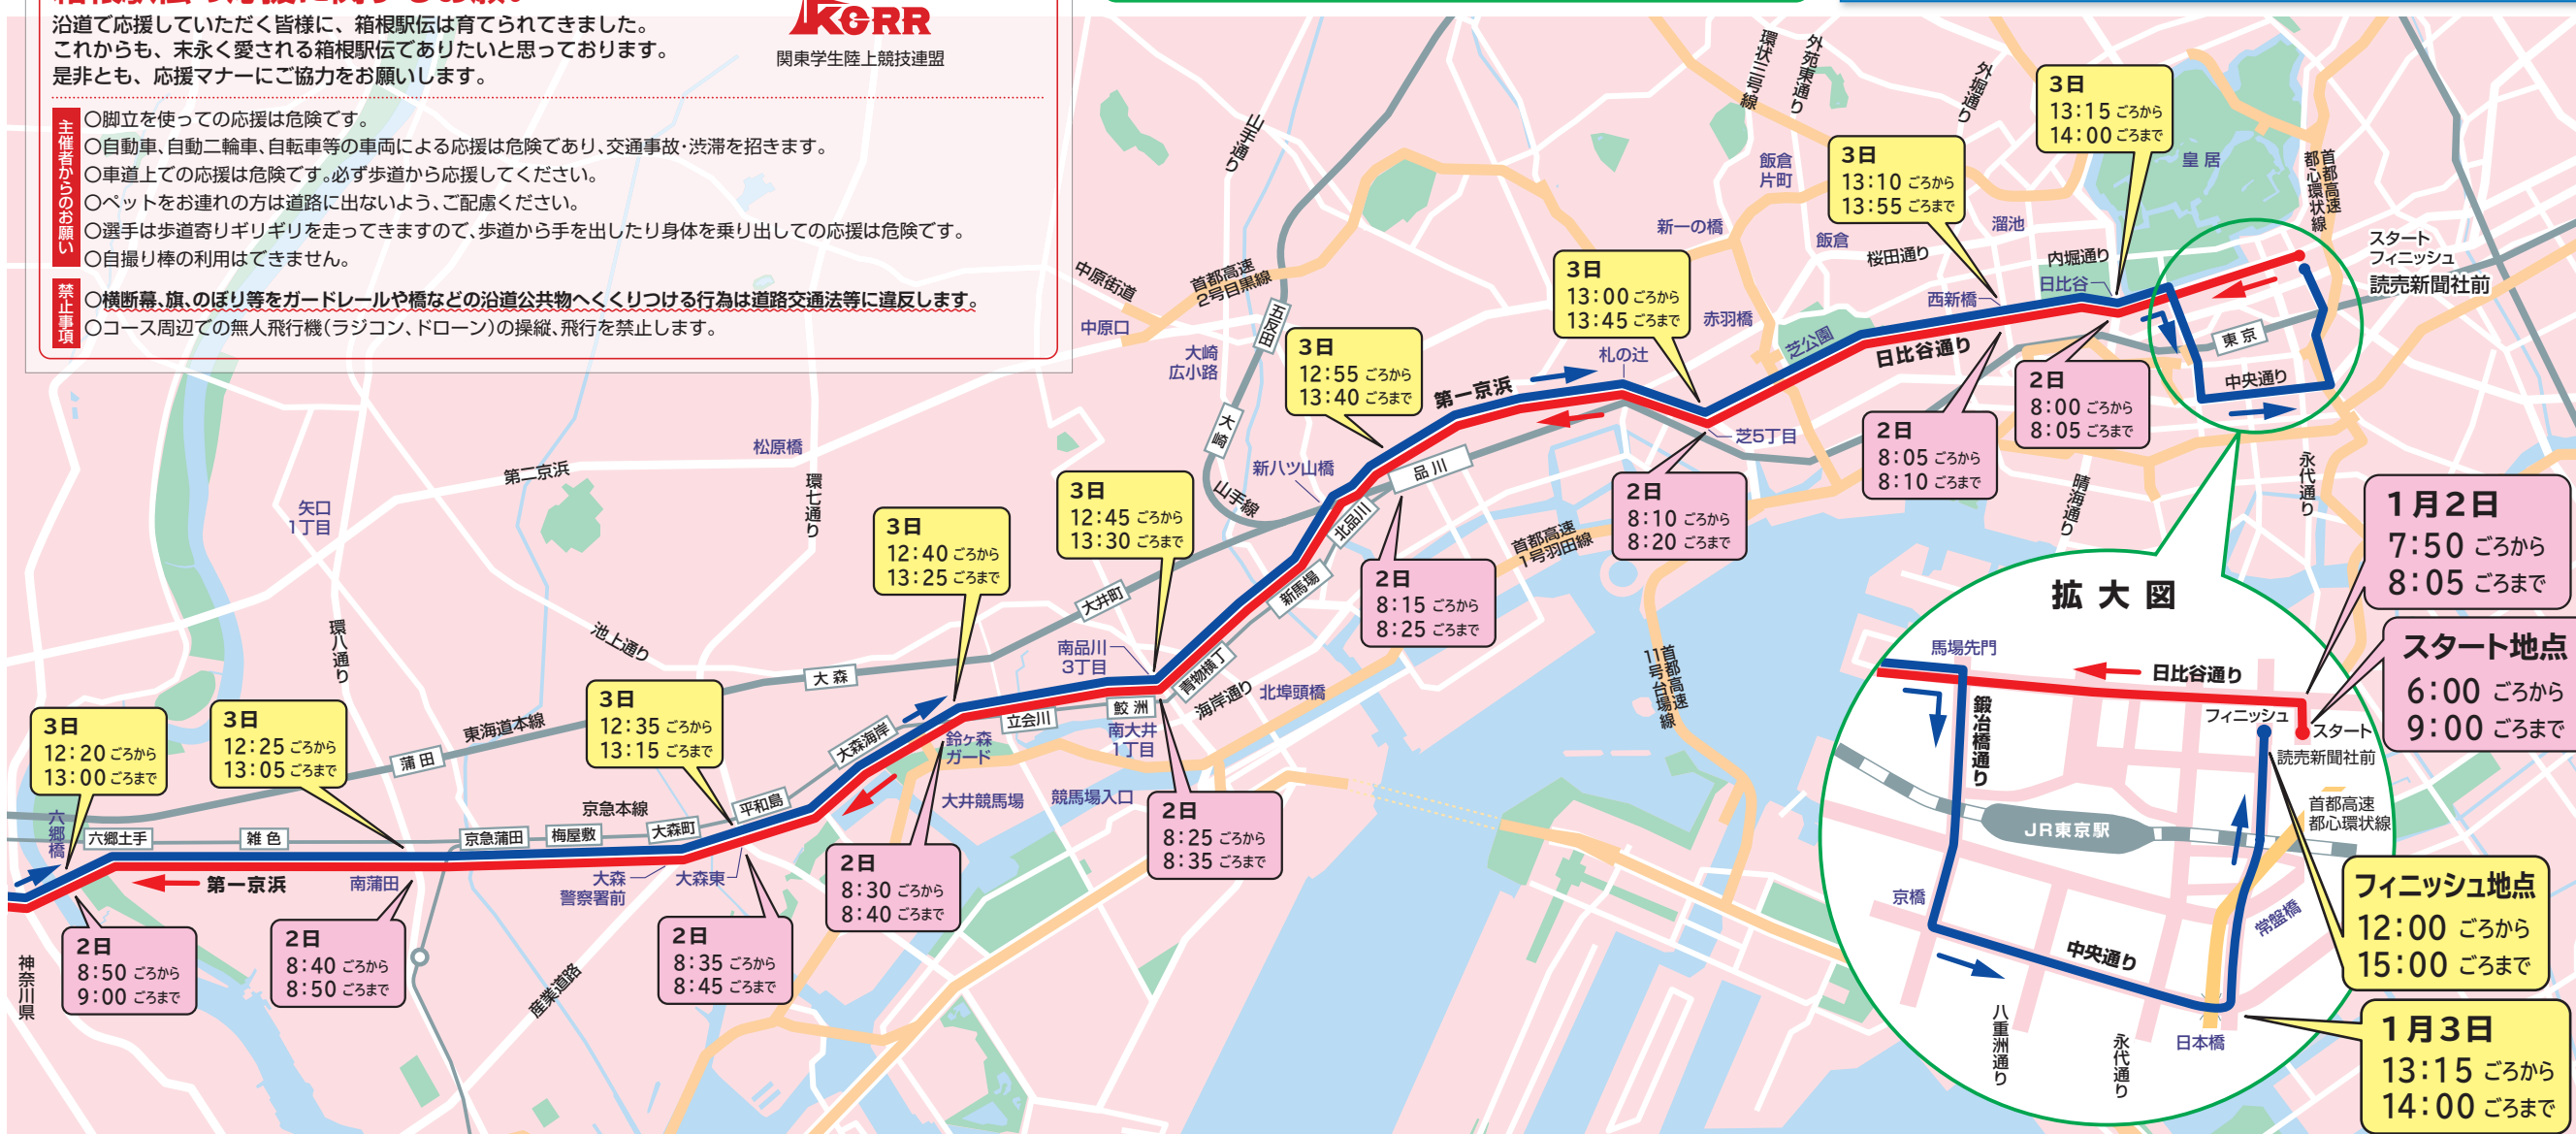 沿道で応援していただく皆様に、箱根駅伝は育てられてきました。
これからも、末永く愛される箱根駅伝でありたいと思っております。
是非とも、応援マナーにご協力をお願いします。
KGRR
関東学生陸上競技連盟
主催者からのお願い
○脚立を使っての応援は危険です。
○自動車、自動二輪車、自転車等の車両による応援は危険であり、交通事故・渋滞を招きます。
○車道上での応援は危険です。必ず歩道から応援してください。
○ペットをお連れの方は道路に出ないよう、ご配慮ください。
○選手は歩道寄りギリギリを走ってきますので、歩道から手を出したり身体を乗り出しての応援は危険です。
○自撮り棒の利用はできません。
禁止事項
○横断幕、旗、のぼり等をガードレールや橋などの沿道公共物へくくりつける行為は道路交通法等に違反します。
○コース周辺での無人飛行機(ラジコン、ドローン)の操縦、飛行を禁止します。
環状三号線
外苑東通り
外堀通り
山手通り
3日
13:15 ごろから
14:00 ごろまで
皇居
首都高速
都心環状線
飯倉
片町
3日
13:10 ごろから
13:55 ごろまで
新一の橋
飯倉
溜池
桜田通り
内堀通り
日比谷
西新橋
スタート
フィニッシュ
読売新聞社前
中原街道
首都高速
2号目黒線
中原口
五反田
大崎
広小路
3日
13:00 ごろから
13:45 ごろまで
赤羽橋
芝公園
日比谷通り
東京
中央通り
3日
12:55 ごろから
13:40 ごろまで
札の辻
第一京浜
芝5丁目
2日
8:00 ごろから
8:05 ごろまで
2日
8:05 ごろから
8:10 ごろまで
大崎
松原橋
第二京浜
新八ツ山橋
品川
山手線
北品川
永代通り
晴海通り
矢口
1丁目
環七通り
3日
12:40 ごろから
13:25 ごろまで
3日
12:45 ごろから
13:30 ごろまで
2日
8:10 ごろから
8:20 ごろまで
首都高速
1号羽田線
2日
8:15 ごろから
8:25 ごろまで
新馬場
大井町
1月2日
7:50 ごろから
8:05 ごろまで
スタート地点
6:00 ごろから
9:00 ごろまで
拡大図
馬場先門
日比谷通り
鍛冶橋通り
フィニッシュ
スタート
読売新聞社前
首都高速
都心環状線
JR東京駅
京橋
常盤橋
中央通り
八重洲通り
永代通り
日本橋
フィニッシュ地点
12:00 ごろから
15:00 ごろまで
1月3日
13:15 ごろから
14:00 ごろまで
環八通り
池上通り
大森
南品川
3丁目
青物横丁
海岸通り
北埠頭橋
首都高速
11号台場線
鮫洲
立会川
南大井
1丁目
鈴ヶ森
ガード
大井競馬場
競馬場入口
大森海岸
東海道本線
蒲田
3日
12:20 ごろから
13:00 ごろまで
3日
12:25 ごろから
13:05 ごろまで
3日
12:35 ごろから
13:15 ごろまで
京急本線
平和島
六郷橋
六郷土手
雑色
京急蒲田
梅屋敷
大森町
第一京浜
南蒲田
大森
警察署前
大森東
2日
8:25 ごろから
8:35 ごろまで
2日
8:30 ごろから
8:40 ごろまで
2日
8:35 ごろから
8:45 ごろまで
2日
8:40 ごろから
8:50 ごろまで
2日
8:50 ごろから
9:00 ごろまで
神奈川県
産業道路